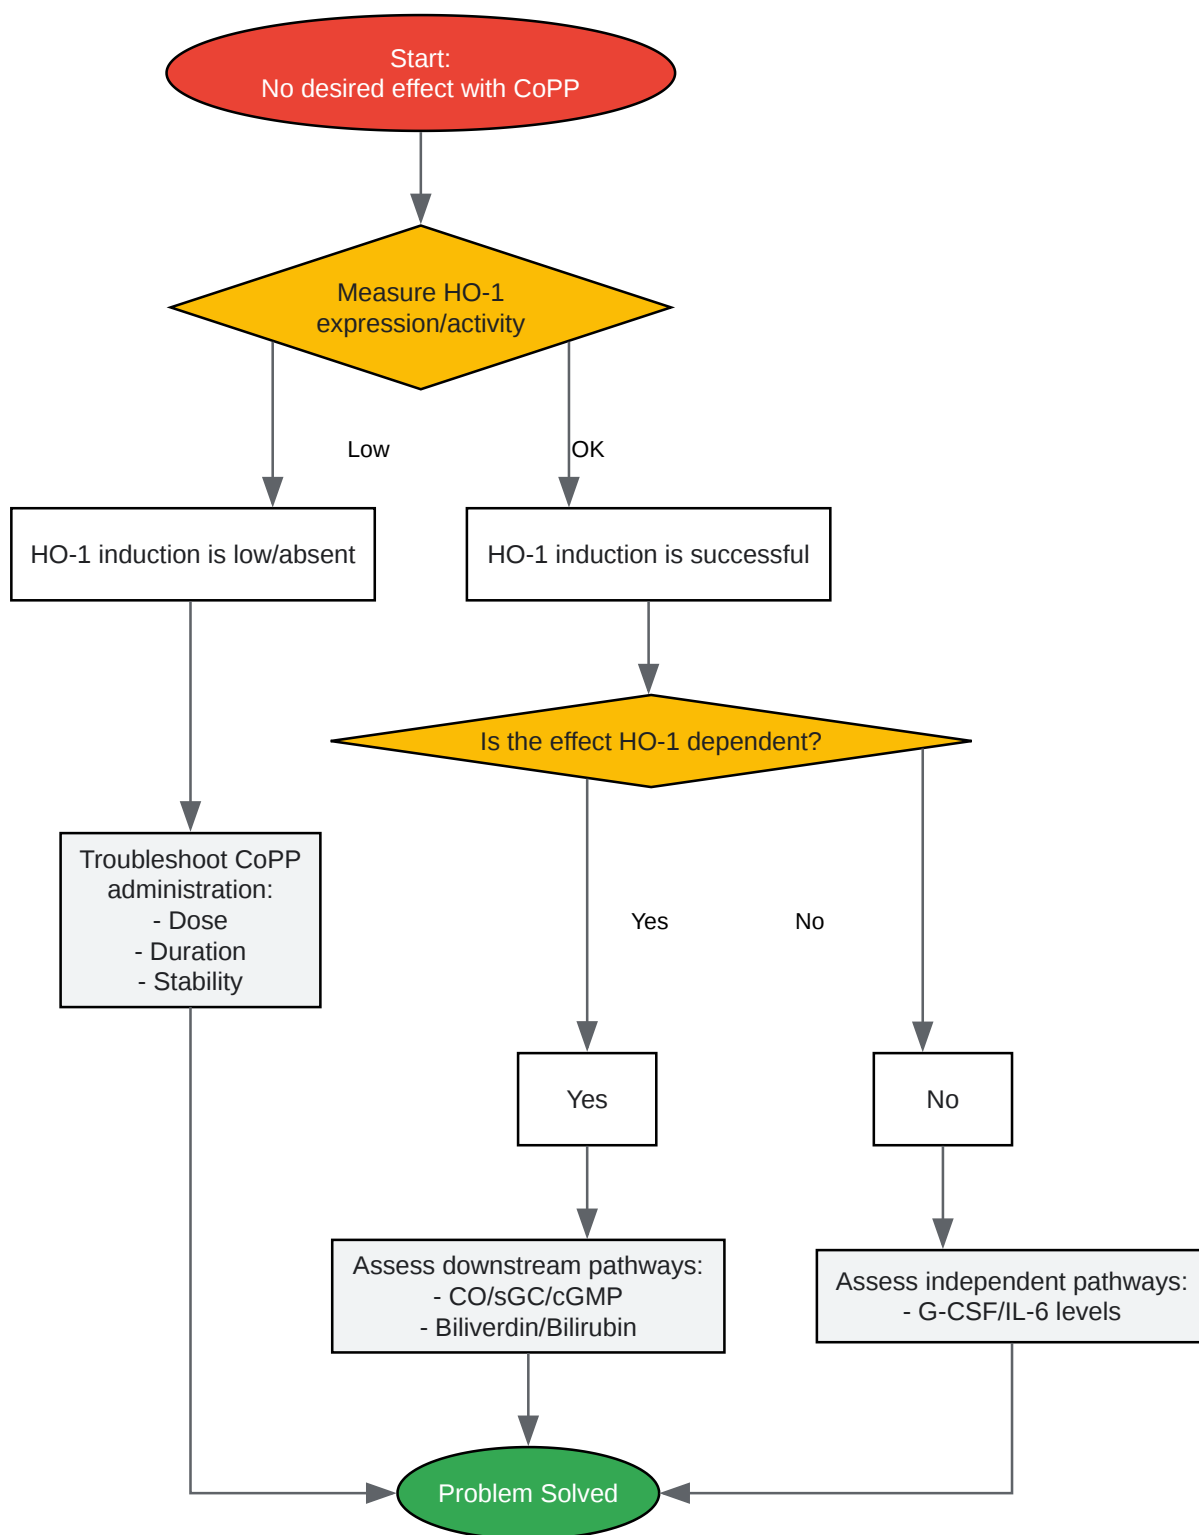 Start:
No desired effect with CoPP
Measure HO-1
expression/activity
Low
OK
HO-1 induction is low/absent
HO-1 induction is successful
Is the effect HO-1 dependent?
Troubleshoot CoPP
administration:
- Dose
- Duration
- Stability
Yes
No
Yes
No
Assess downstream pathways:
- CO/sGC/cGMP
- Biliverdin/Bilirubin
Assess independent pathways:
- G-CSF/IL-6 levels
Problem Solved